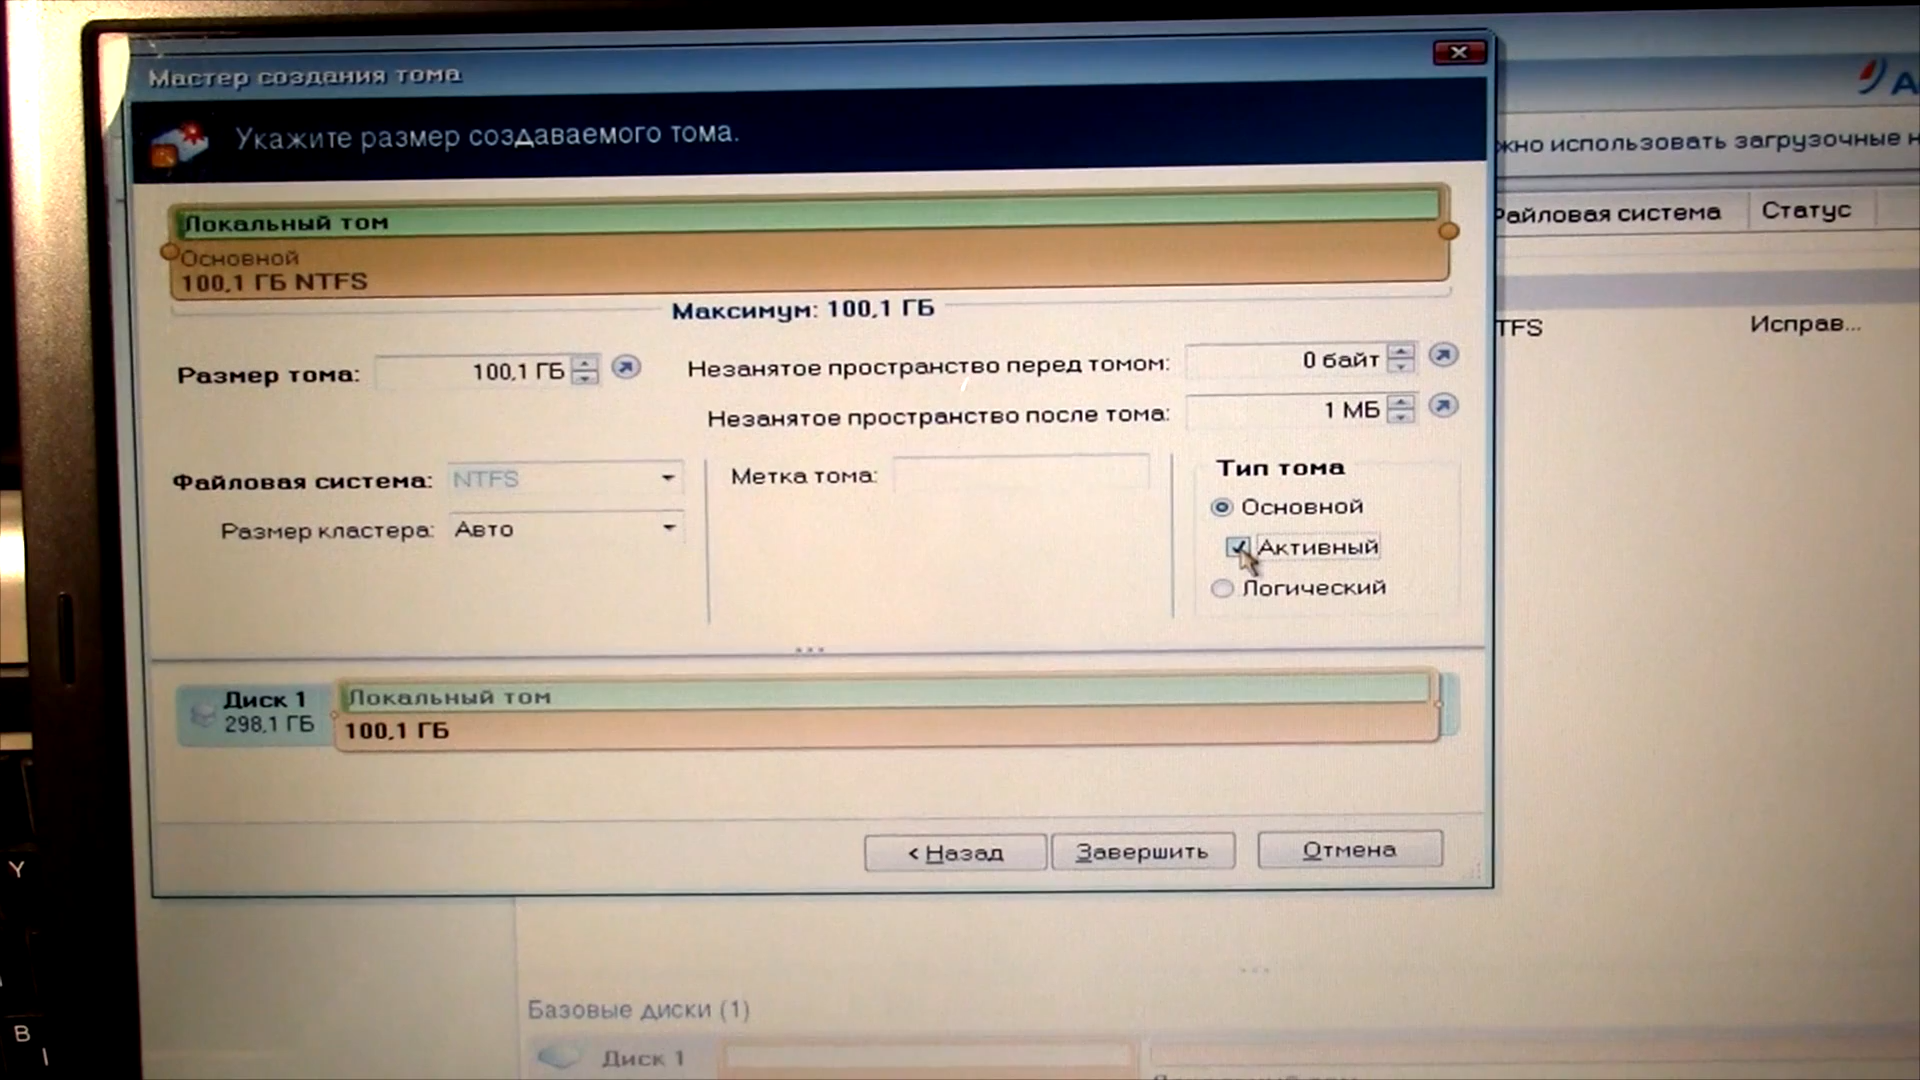 Мастер создания тома
Укажите размер создаваемого тома.
Локальный том
Основной
100,1 ГБ NTFS
Максимум: 100,1 ГБ
Размер тома: 100,1 ГБ
Незанятое пространство перед томом: 0 байт
Незанятое пространство после тома: 1 МБ
Файловая система: NTFS
Размер кластера: Авто
Метка тома:
Тип тома
Основной
Активный
Логический
Диск 1
298,1 ГБ
Локальный том
100,1 ГБ
< Назад
Завершить
Отмена
использовать загрузочные
Файловая система
Статус
TFS
Исправ...
Базовые диски (1)
Диск 1
Y
B